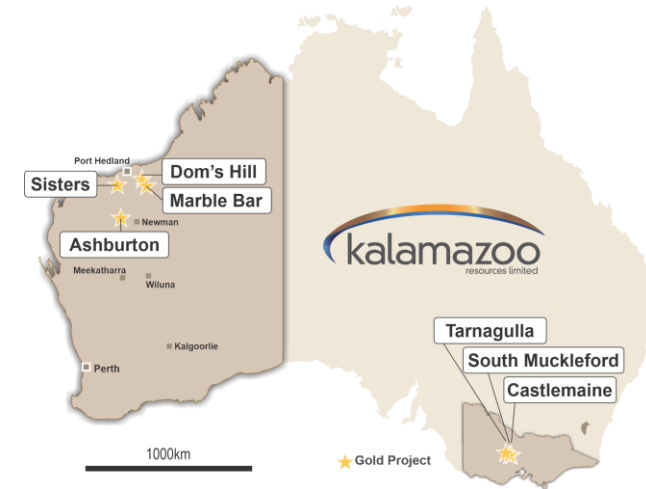 Port Hedland
Dom's Hill
Sisters
Marble Bar
Newman
Ashburton
Meekatharra
Wiluna
kalamazoo
resources limited
Tarnagulla
Kalgoorlie
South Muckleford
Perth
Castlemaine
1000km
Gold Project